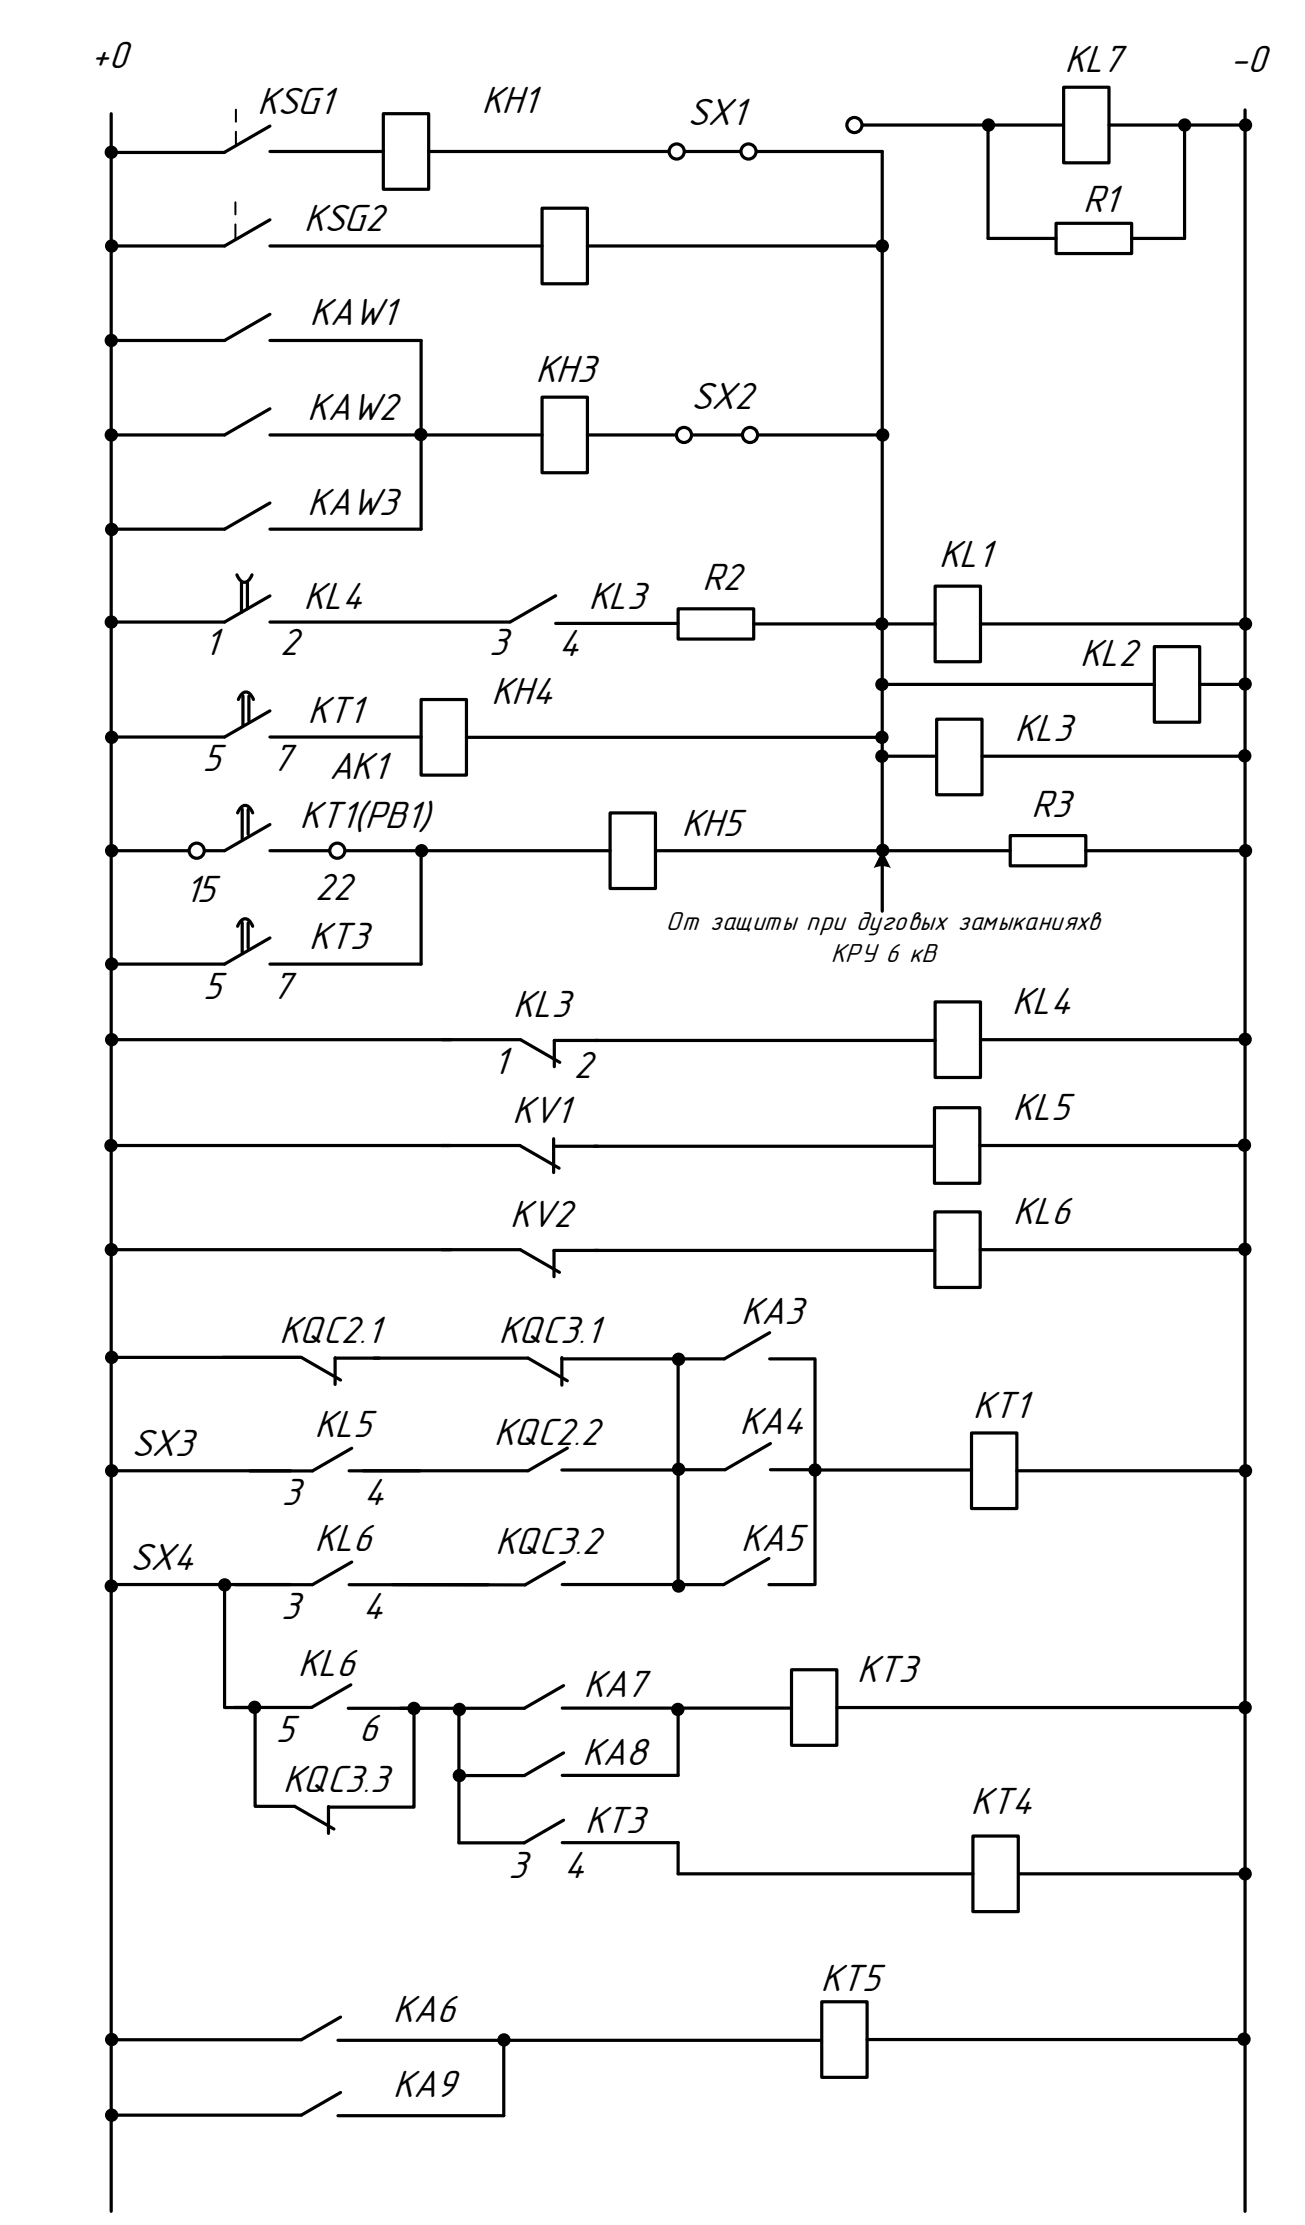 +0
KL7
-0
KSG1
KH1
SX1
R1
KSG2
KAW1
KH3
KAW2
SX2
KAW3
KL1
KL4
KL3
R2
1
2
3
4
KL2
KH4
KT1
KL3
5
7
AK1
KT1(РВ1)
KH5
R3
15
22
От защиты при дуговых замыканияхв
КРУ 6 кВ
KT3
5
7
KL3
KL4
1
2
KV1
KL5
KV2
KL6
KQC2.1
KQC3.1
KA3
KT1
SX3
KL5
KQC2.2
KA4
3
4
SX4
KL6
KQC3.2
KA5
3
4
KL6
KA7
KT3
5
6
KA8
KQC3.3
KT3
KT4
3
4
KT5
KA6
KA9